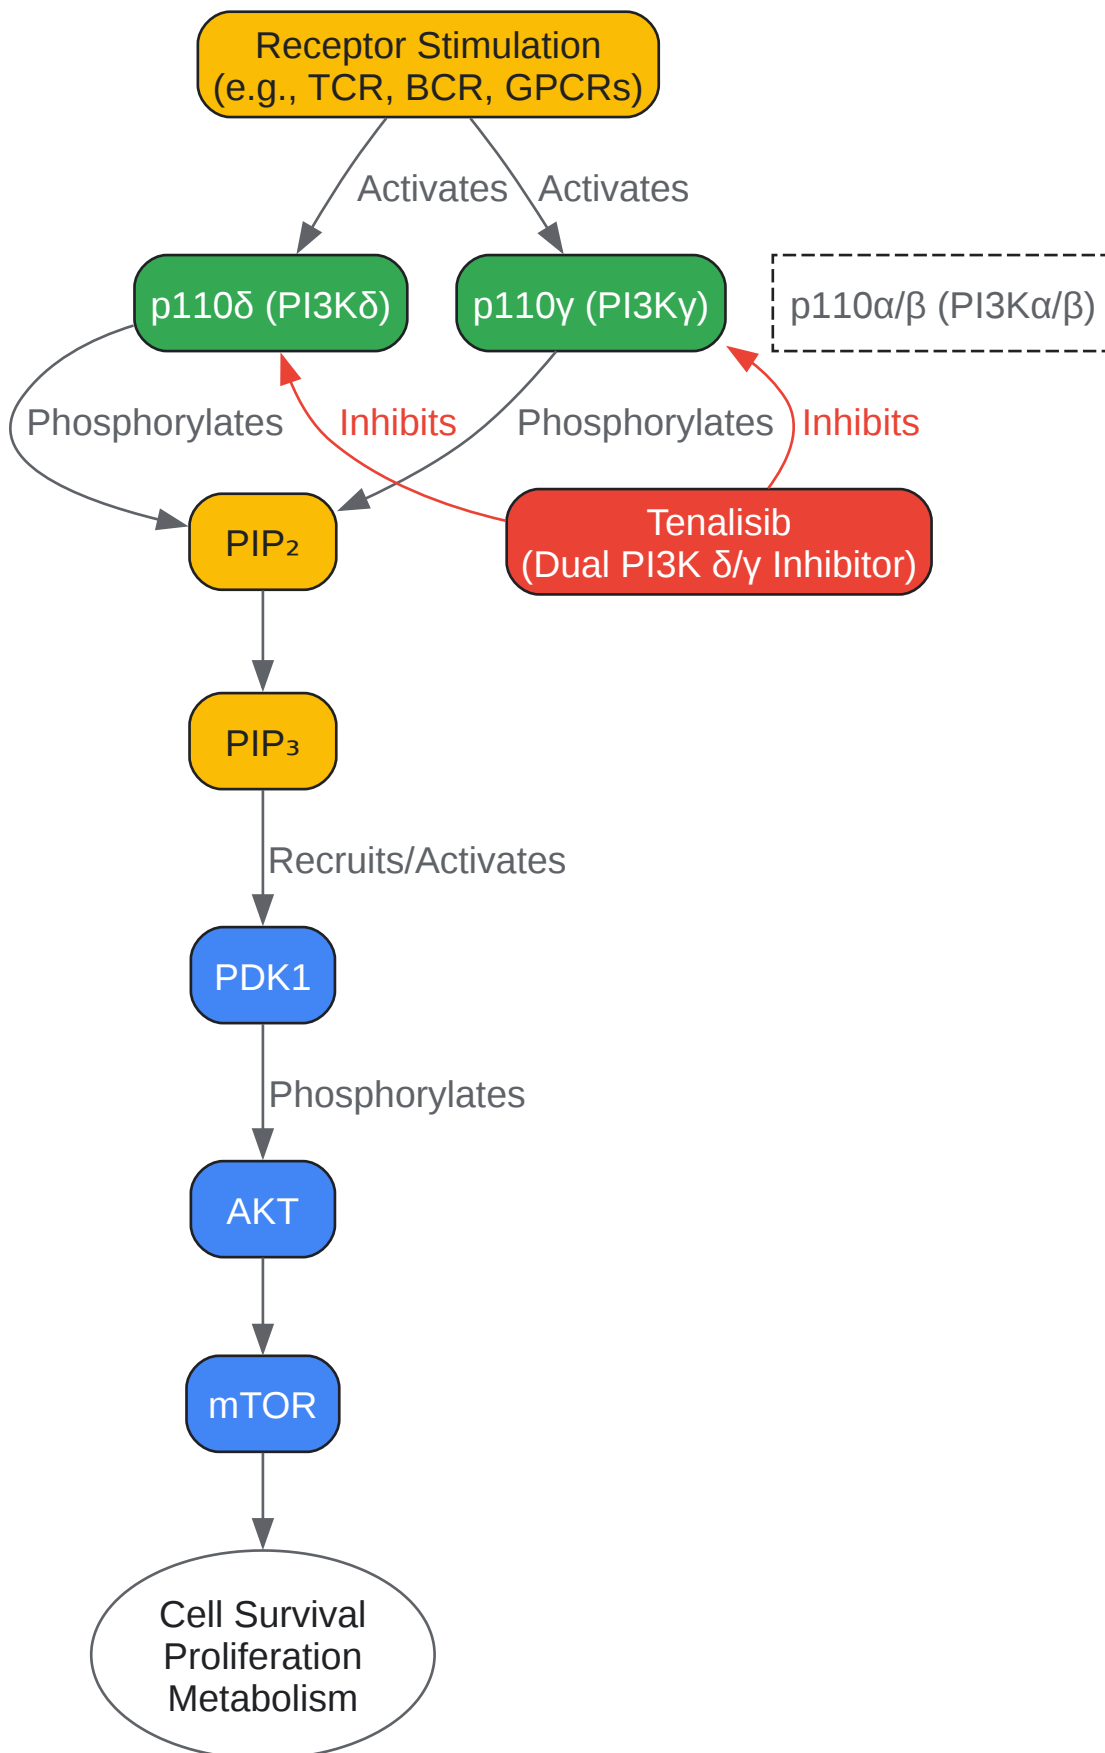 Receptor Stimulation
(e.g., TCR, BCR, GPCRs)
Activates
Activates
p110δ (PI3Kδ)
p110γ (PI3Kγ)
p110α/β (PI3Kα/β)
Phosphorylates
Inhibits
Phosphorylates
Inhibits
Tenalisib
(Dual PI3K δ/γ Inhibitor)
PIP₂
PIP₃
Recruits/Activates
PDK1
Phosphorylates
AKT
mTOR
Cell Survival
Proliferation
Metabolism